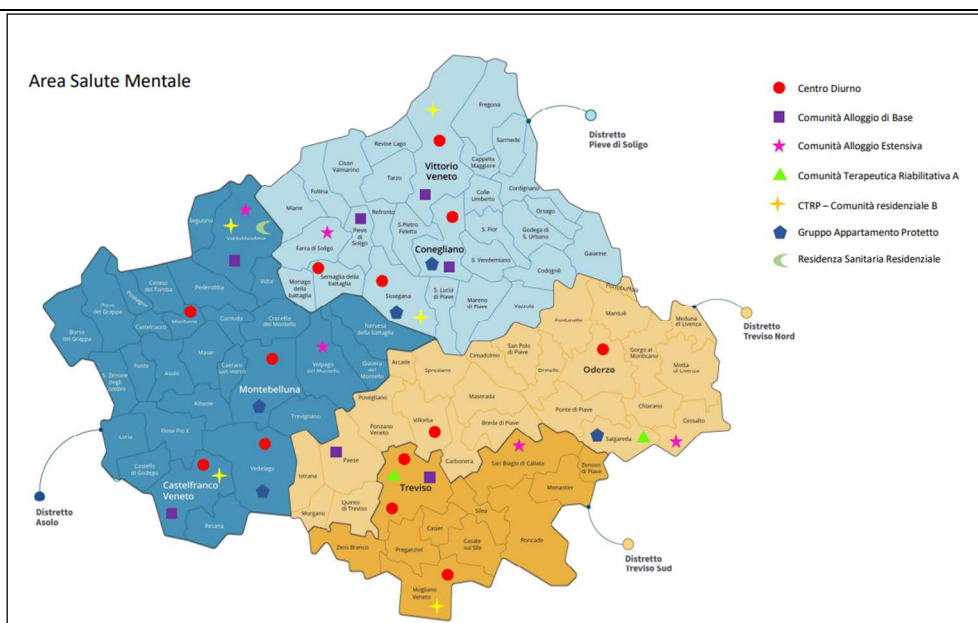 Area Salute Mentale
Centro Diurno
Comunità Alloggio di Base
Comunità Alloggio Estensiva
Comunità Terapeutica Riabilitativa A
CTRP – Comunità residenziale B
Gruppo Appartamento Protetto
Residenza Sanitaria Residenziale
Distretto
Pieve di Soligo
Fregona
Sarmede
Revine Lago
Vittorio
Veneto
Cappella
Maggiore
Cison
Valmarino
Tarzo
Follina
Colle
Umberto
Cordignano
Miane
Refronto
Orsago
Pieve
di
Soligo
S.Pietro
Feletto
S. Fior
Godega di
S. Urbano
Farra di Soligo
Conegliano
Gaiarine
S. Vendemiano
Moriago
della
battaglia
Sernaglia della
battaglia
Codognè
Susegana
S. Lucia
di Piave
Mareno
di Piave
Vazzola
Segusino
Valdobbiadene
Vidor
Cavaso
del Tomba
Pederobba
Possagno
Pieve
del Grappa
Monfumo
Cornuda
Crocetta
del Montello
Nervesa
della battaglia
Borso
del Grappa
Castelcucco
Maser
Caerano
san marco
Volpago
del Montello
Giavera
del
Montello
Fonte
Asolo
S. Zenone
degli
Ezzelini
Montebelluna
Altivole
Trevignano
Loria
Riese Pio X
Vedelago
Castello
di Godego
Castelfranco
Veneto
Resana
Distretto
Asolo
Portobuffolè
Distretto
Treviso Nord
Fontanelle
Mansuè
Meduna
di Livenza
Arcade
Spresiano
Cimadolmo
San Polo
di Piave
Ormelle
Oderzo
Gorgo al
Monticano
Motta
di Livenza
Povegliano
Maserada
Chiarano
Ponzano
Veneto
Villorba
Breda di Piave
Ponte di Piave
Cessalto
Salgareda
Paese
Carbonera
San Biagio di Callata
Zenson
di Piave
Istrana
Treviso
Monastier
Morgano
Quinto
di Treviso
Silea
Casier
Zero Branco
Preganziol
Casale
sul Sile
Roncade
Mogliano
Veneto
Distretto
Treviso Sud